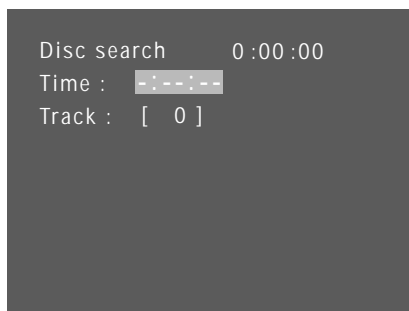 Disc search 0:00:00
Time : -:--:--
Track : [ 0 ]